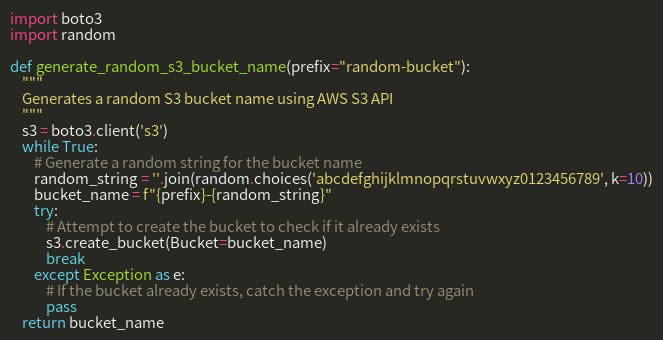 import boto3
import random

def generate_random_s3_bucket_name(prefix="random-bucket"):
    """
    Generates a random S3 bucket name using AWS S3 API
    """
    s3 = boto3.client('s3')
    while True:
        # Generate a random string for the bucket name
        random_string = ''.join(random.choices('abcdefghijklmnopqrstuvwxyz0123456789', k=10))
        bucket_name = f"{prefix}-{random_string}"
        try:
            # Attempt to create the bucket to check if it already exists
            s3.create_bucket(Bucket=bucket_name)
            break
        except Exception as e:
            # If the bucket already exists, catch the exception and try again
            pass
    return bucket_name